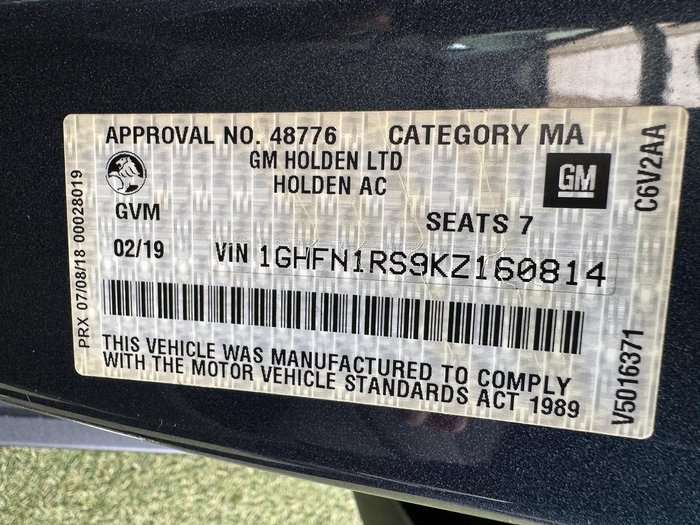 APPROVAL NO. 48776 CATEGORY MA
GM HOLDEN LTD
HOLDEN AC
GM
GVM
SEATS 7
02/19 VIN 1GHFN1RS9KZ160814
THIS VEHICLE WAS MANUFACTURED TO COMPLY
WITH THE MOTOR VEHICLE STANDARDS ACT 1989
PRX 07/08/18 00028019
V5016371 C6V2AA